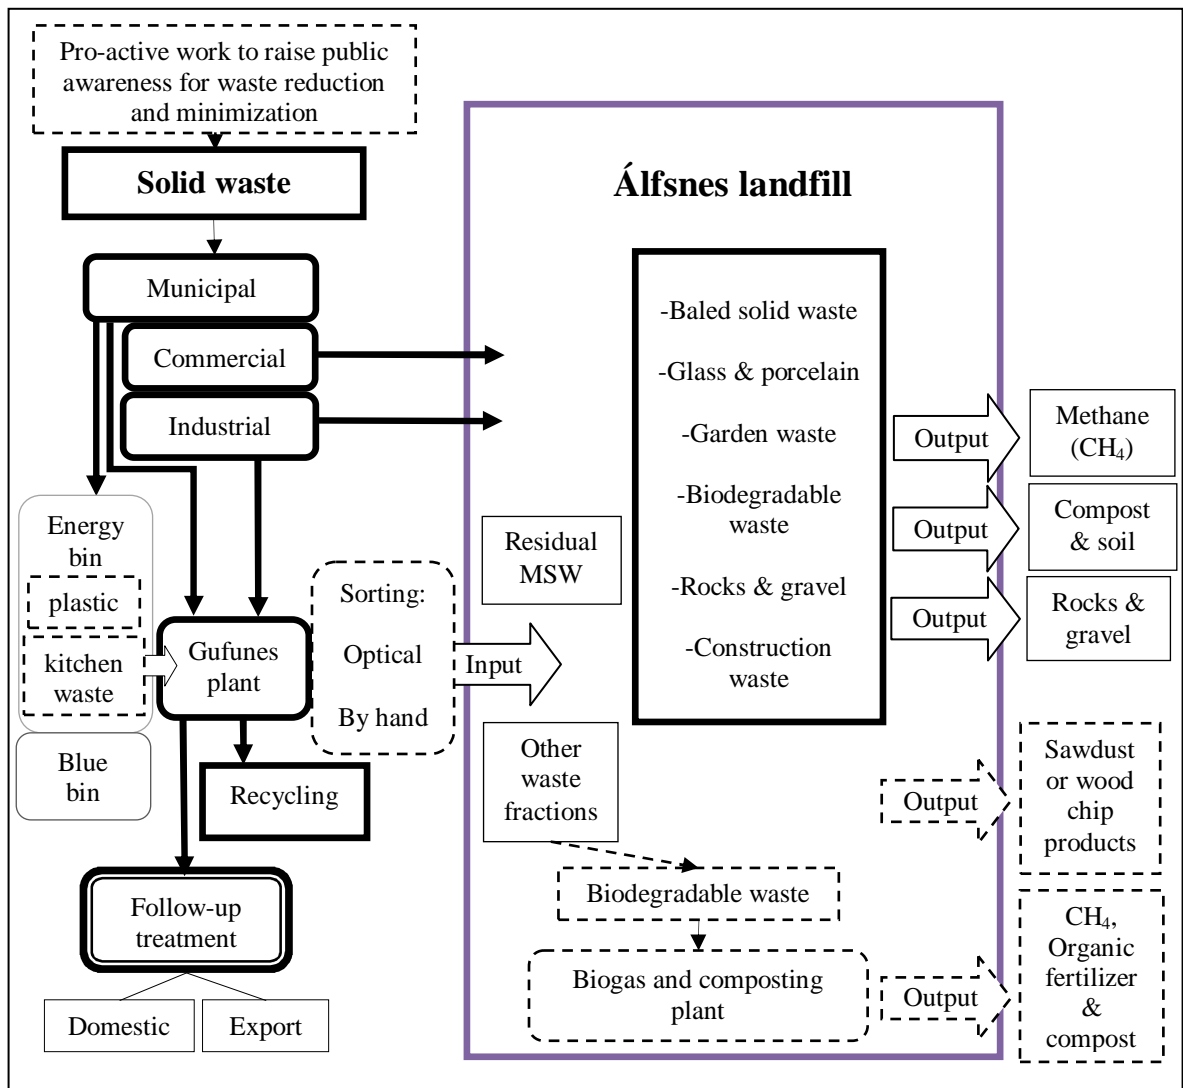 Pro-active work to raise public
awareness for waste reduction
and minimization
Solid waste
Municipal
Commercial
Industrial
Energy
bin
plastic
kitchen
waste
Blue
bin
Gufunes
plant
Sorting:
Optical
By hand
Recycling
Follow-up
treatment
Domestic
Export
Input
Álfsnes landfill
Residual
MSW
Other
waste
fractions
-Baled solid waste
-Glass & porcelain
-Garden waste
-Biodegradable
waste
-Rocks & gravel
-Construction
waste
Biodegradable waste
Biogas and composting
plant
Output
Methane
(CH₄)
Output
Compost
& soil
Output
Rocks &
gravel
Output
Sawdust
or wood
chip
products
Output
CH₄,
Organic
fertilizer
&
compost